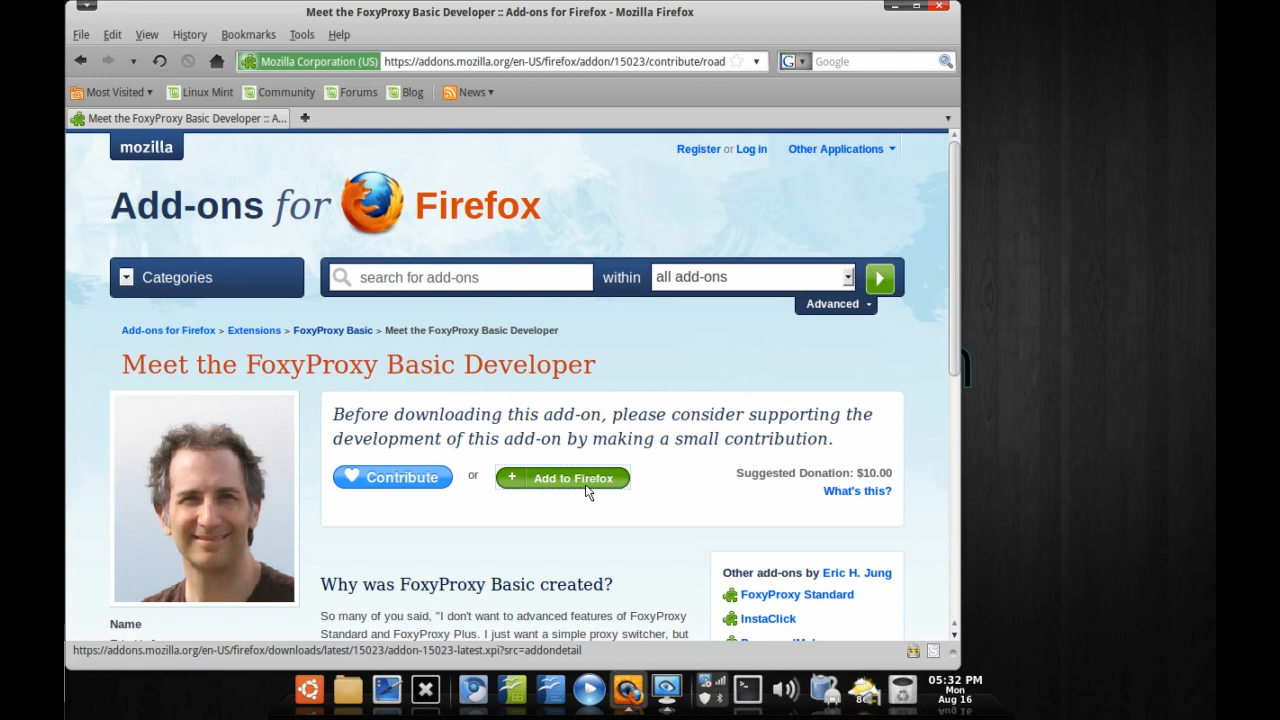 Meet the FoxyProxy Basic Developer :: Add-ons for Firefox - Mozilla Firefox
File Edit View History Bookmarks Tools Help
Mozilla Corporation (US) https://addons.mozilla.org/en-US/firefox/addon/15023/contribute/road
Google
Most Visited Linux Mint Community Forums Blog News
Meet the FoxyProxy Basic Developer :: A...
mozilla
Register or Log in Other Applications
Add-ons for Firefox
Categories
search for add-ons within all add-ons
Advanced
Add-ons for Firefox > Extensions > FoxyProxy Basic > Meet the FoxyProxy Basic Developer
Meet the FoxyProxy Basic Developer
Before downloading this add-on, please consider supporting the
development of this add-on by making a small contribution.
Contribute or + Add to Firefox
Suggested Donation: $10.00
What's this?
Why was FoxyProxy Basic created?
So many of you said, "I don't want to advanced features of FoxyProxy
Standard and FoxyProxy Plus. I just want a simple proxy switcher, but
Other add-ons by Eric H. Jung
FoxyProxy Standard
InstaClick
Name
https://addons.mozilla.org/en-US/firefox/downloads/latest/15023/addon-15023-latest.xpi?src=addondetail
05:32 PM
Mon
Aug 16